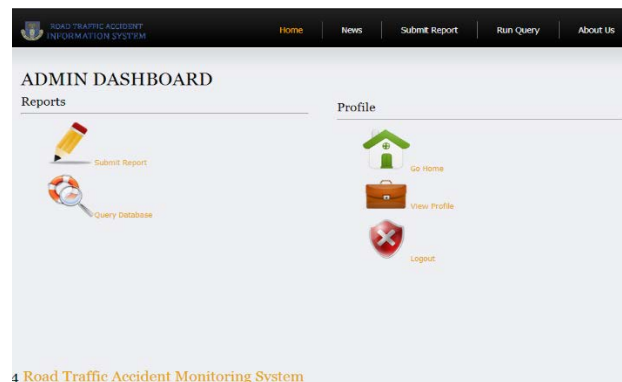 ROAD TRAFFIC ACCIDENT
INFORMATION SYSTEM
Home News Submit Report Run Query About Us
ADMIN DASHBOARD
Reports
Profile
Submit Report
Go Home
Query Database
View Profile
Logout
4 Road Traffic Accident Monitoring System